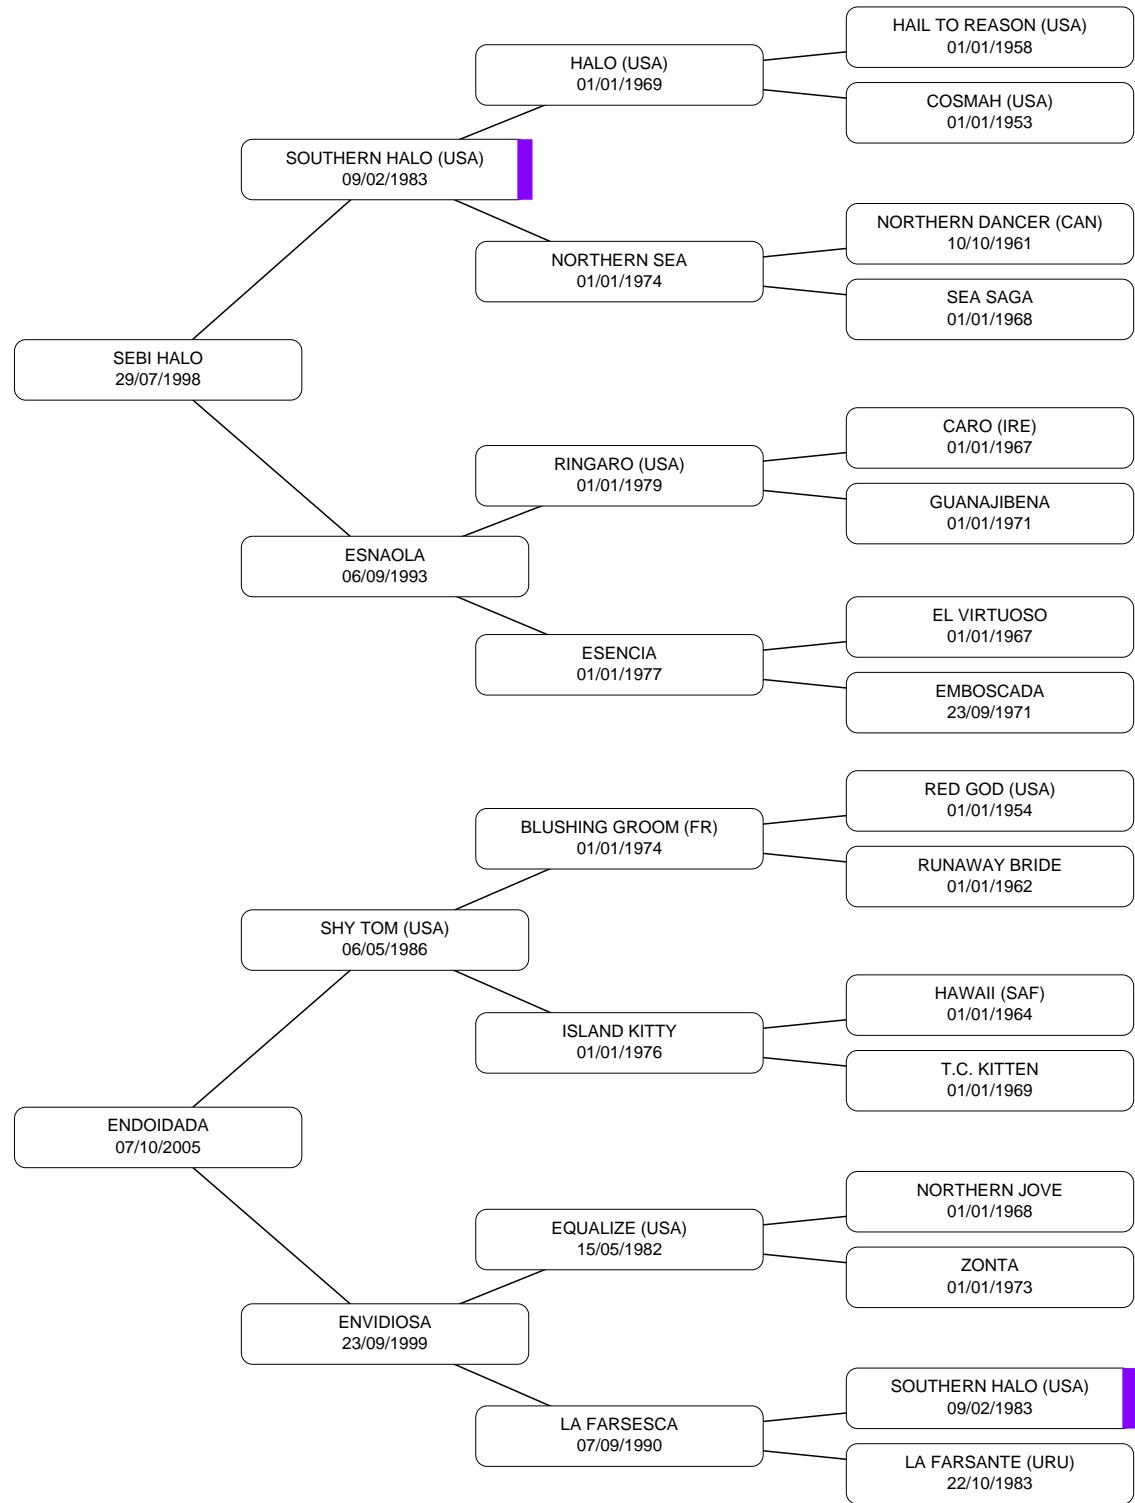 HAIL TO REASON (USA)
01/01/1958
HALO (USA)
01/01/1969
COSMAH (USA)
01/01/1953
SOUTHERN HALO (USA)
09/02/1983
NORTHERN DANCER (CAN)
10/10/1961
NORTHERN SEA
01/01/1974
SEA SAGA
01/01/1968
SEBI HALO
29/07/1998
CARO (IRE)
01/01/1967
RINGARO (USA)
01/01/1979
GUANAJIBENA
01/01/1971
ESNAOLA
06/09/1993
EL VIRTUOSO
01/01/1967
ESENCIA
01/01/1977
EMBOSCADA
23/09/1971
RED GOD (USA)
01/01/1954
BLUSHING GROOM (FR)
01/01/1974
RUNAWAY BRIDE
01/01/1962
SHY TOM (USA)
06/05/1986
HAWAII (SAF)
01/01/1964
ISLAND KITTY
01/01/1976
T.C. KITTEN
01/01/1969
ENDOIDADA
07/10/2005
NORTHERN JOVE
01/01/1968
EQUALIZE (USA)
15/05/1982
ZONTA
01/01/1973
ENVIDIOSA
23/09/1999
SOUTHERN HALO (USA)
09/02/1983
LA FARSESCA
07/09/1990
LA FARSANTE (URU)
22/10/1983